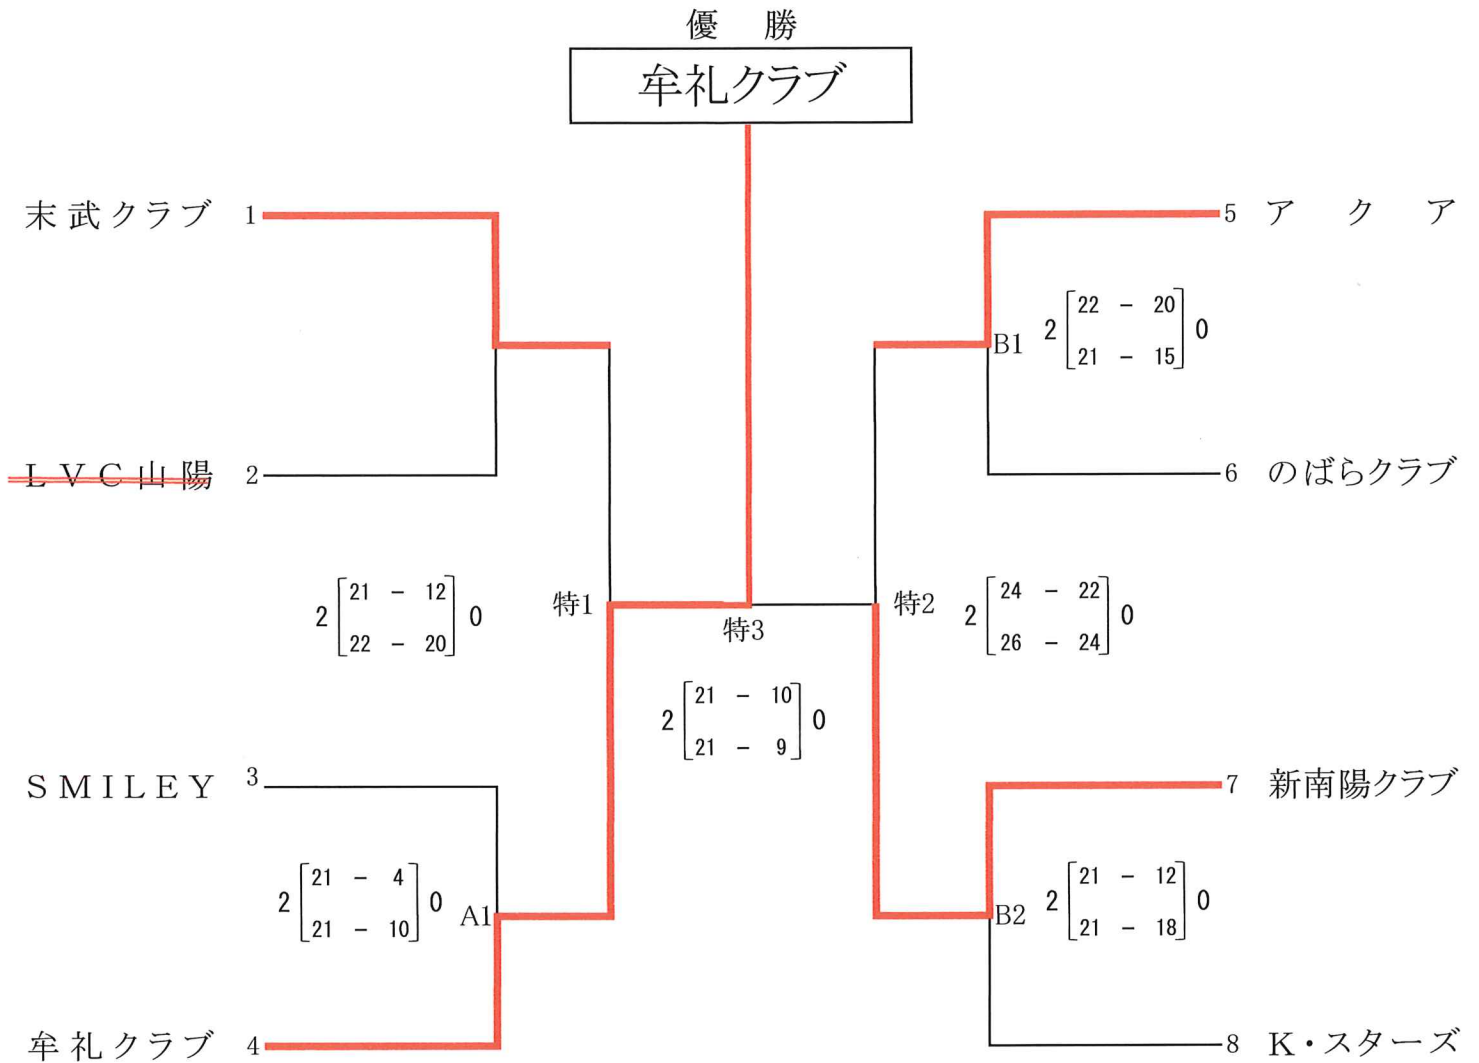 優　勝
牟礼クラブ
末武クラブ 1
5 ア　ク　ア
B1 2 [22 － 20] 0
[21 － 15]
LVC山陽 2
6 のばらクラブ
2 [21 － 12] 0
[22 － 20]
特1
特3
特2
2 [24 － 22] 0
[26 － 24]
2 [21 － 10] 0
[21 － 9]
SMILEY 3
7 新南陽クラブ
2 [21 － 4] 0
[21 － 10]
A1
B2 2 [21 － 12] 0
[21 － 18]
牟礼クラブ 4
8 K・スターズ